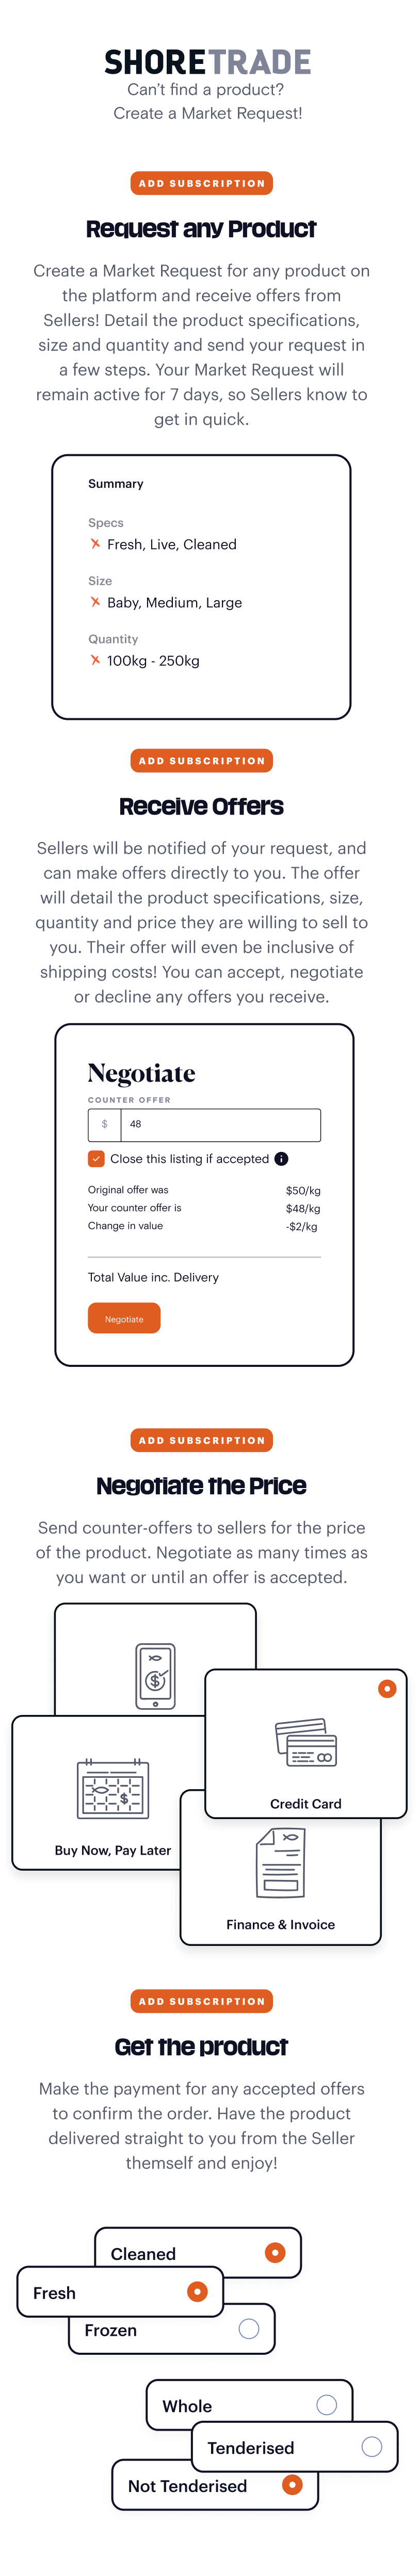 SHORETRADE
Can't find a product?
Create a Market Request!
ADD SUBSCRIPTION
Request any Product
Create a Market Request for any product on
the platform and receive offers from
Sellers! Detail the product specifications,
size and quantity and send your request in
a few steps. Your Market Request will
remain active for 7 days, so Sellers know to
get in quick.
Summary
Specs
Fresh, Live, Cleaned
Size
Baby, Medium, Large
Quantity
100kg - 250kg
ADD SUBSCRIPTION
Receive Offers
Sellers will be notified of your request, and
can make offers directly to you. The offer
will detail the product specifications, size,
quantity and price they are willing to sell to
you. Their offer will even be inclusive of
shipping costs! You can accept, negotiate
or decline any offers you receive.
Negotiate
COUNTER OFFER
$ 48
Close this listing if accepted i
Original offer was $50/kg
Your counter offer is $48/kg
Change in value -$2/kg
Total Value inc. Delivery
Negotiate
ADD SUBSCRIPTION
Negotiate the Price
Send counter-offers to sellers for the price
of the product. Negotiate as many times as
you want or until an offer is accepted.
$
Credit Card
$
Buy Now, Pay Later
Finance & Invoice
ADD SUBSCRIPTION
Get the product
Make the payment for any accepted offers
to confirm the order. Have the product
delivered straight to you from the Seller
themself and enjoy!
Cleaned
Fresh
Frozen
Whole
Tenderised
Not Tenderised